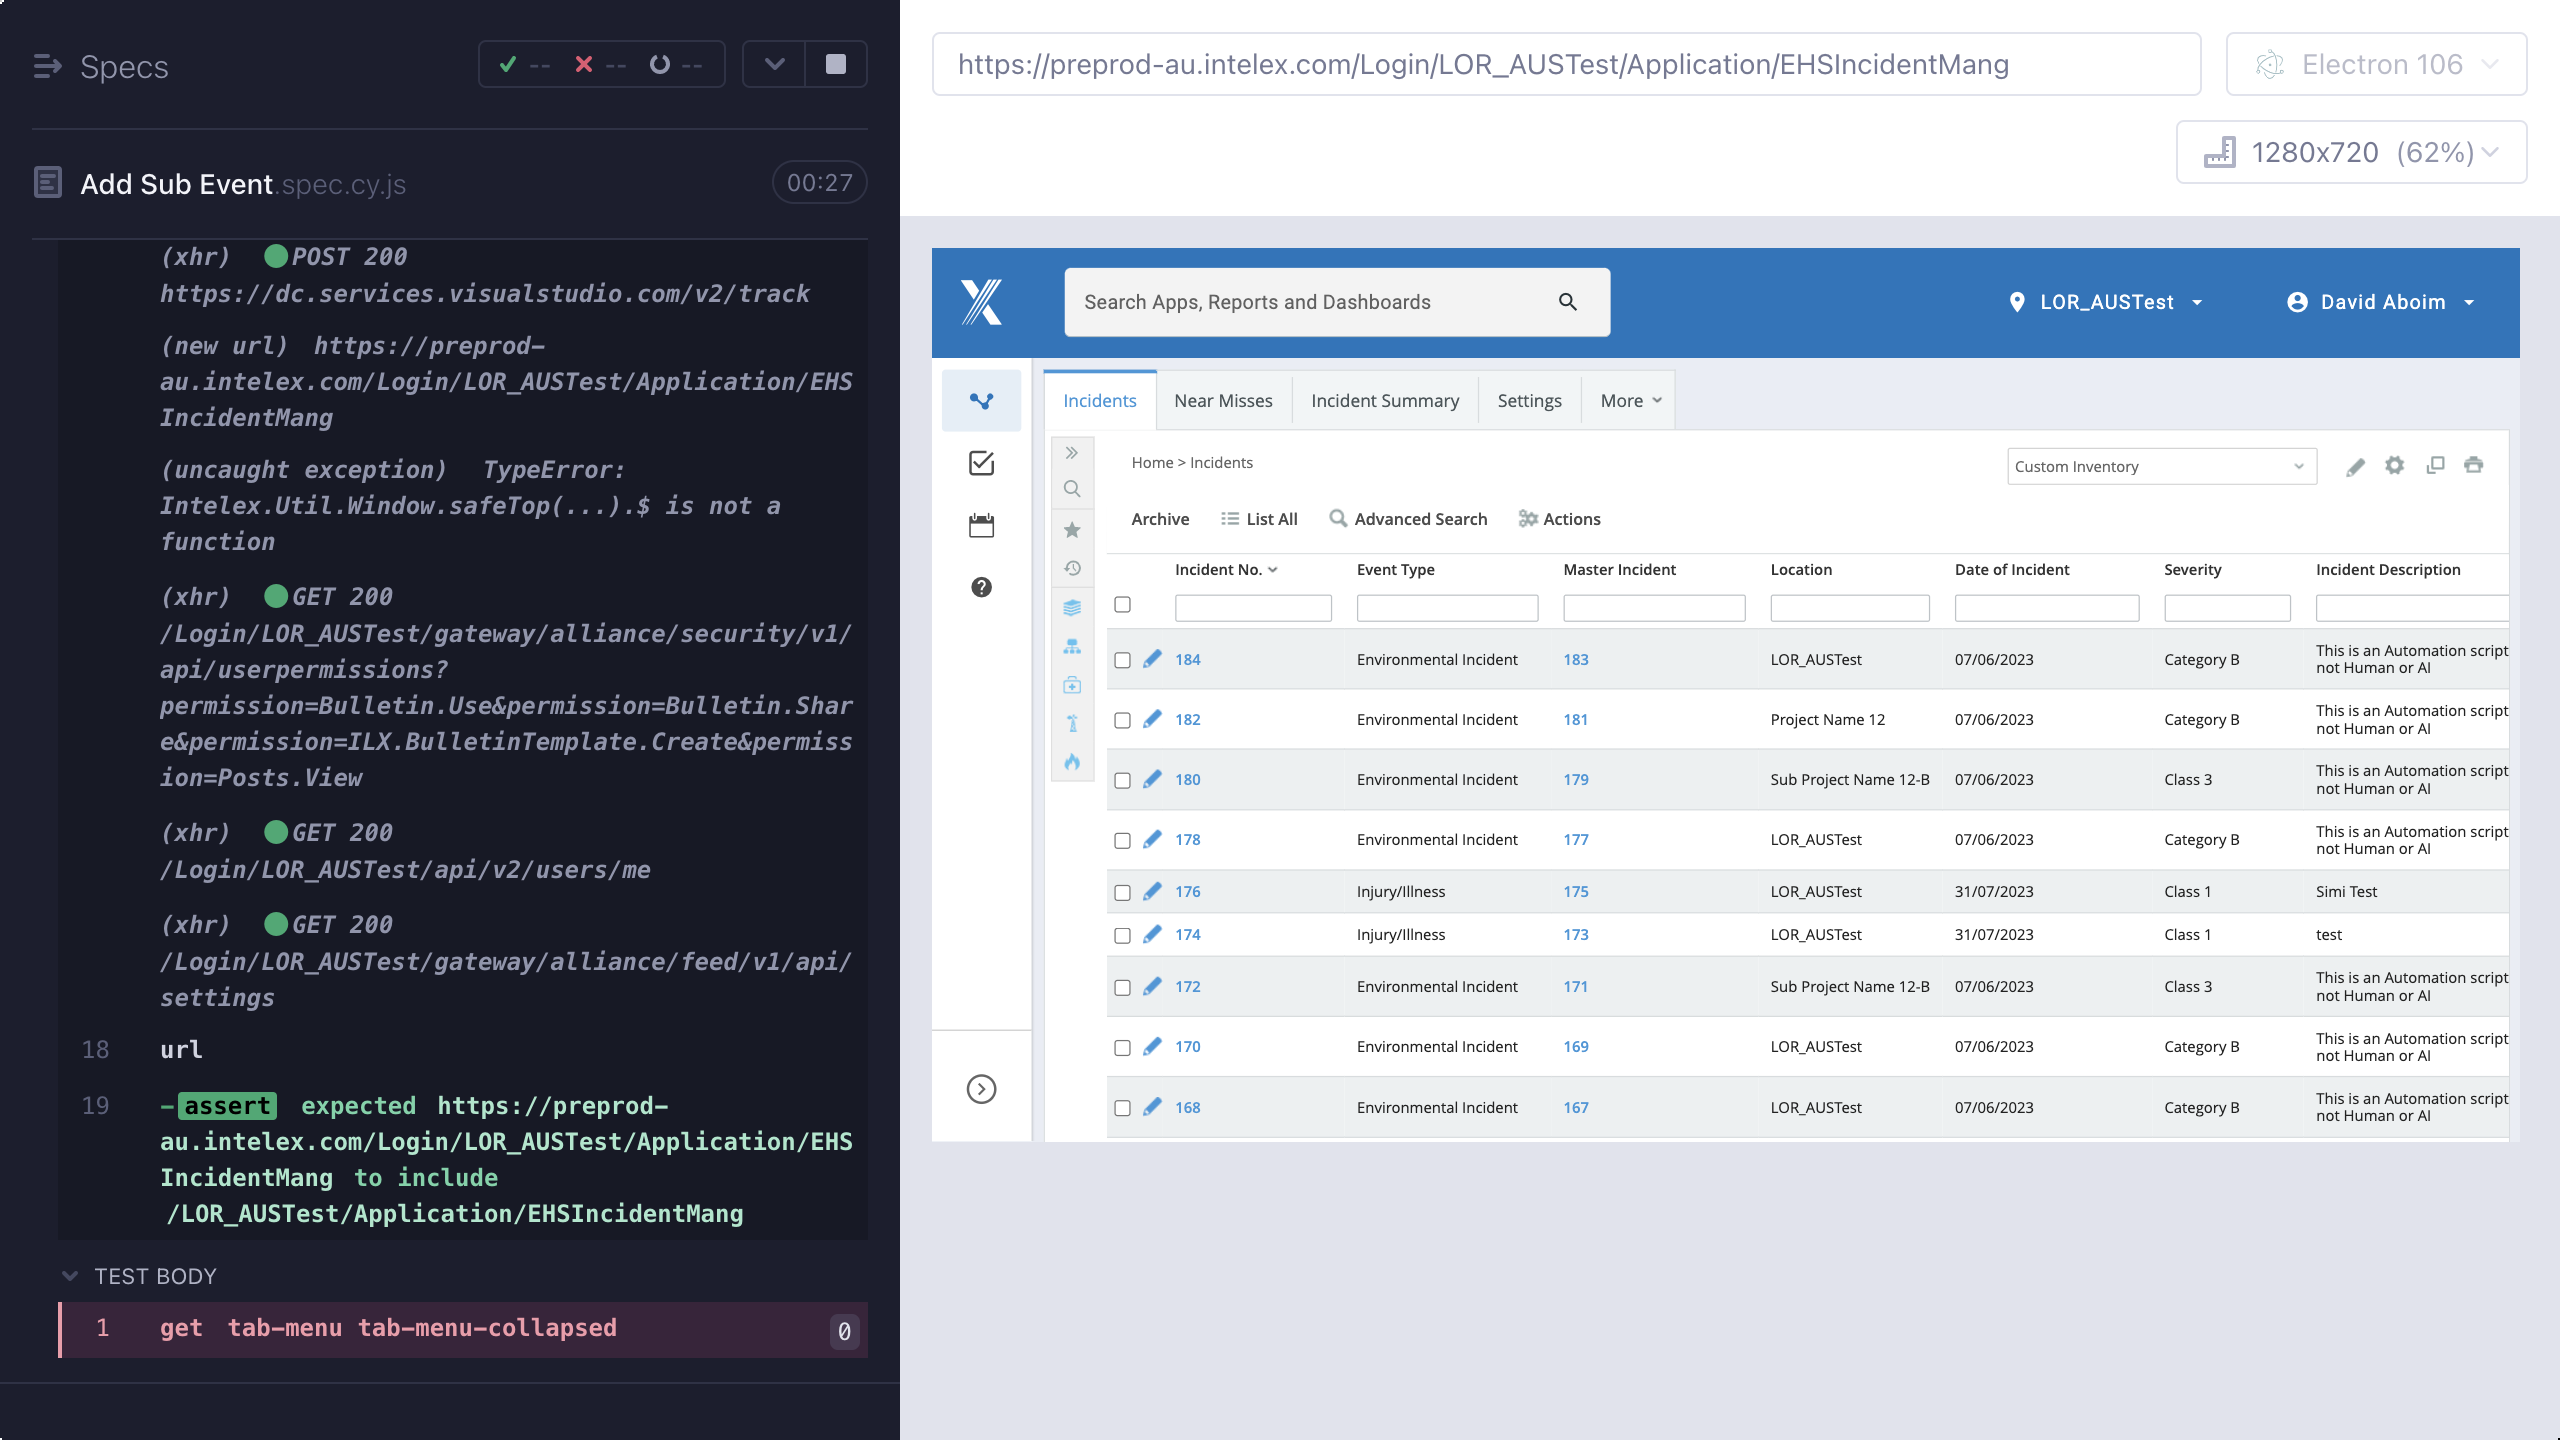 Specs
-- -- --
Add Sub Event.spec.cy.js
00:27
(xhr) POST 200
https://dc.services.visualstudio.com/v2/track
(new url) https://preprod-
au.intelex.com/Login/LOR_AUSTest/Application/EHS
IncidentMang
(uncaught exception) TypeError:
Intelex.Util.Window.safeTop(...).$ is not a
function
(xhr) GET 200
/Login/LOR_AUSTest/gateway/alliance/security/v1/
api/userpermissions?
permission=Bulletin.Use&permission=Bulletin.Shar
e&permission=ILX.BulletinTemplate.Create&permiss
ion=Posts.View
(xhr) GET 200
/Login/LOR_AUSTest/api/v2/users/me
(xhr) GET 200
/Login/LOR_AUSTest/gateway/alliance/feed/v1/api/
settings
18 url
19 -assert expected https://preprod-
au.intelex.com/Login/LOR_AUSTest/Application/EHS
IncidentMang to include
/LOR_AUSTest/Application/EHSIncidentMang
TEST BODY
1 get tab-menu tab-menu-collapsed 0
https://preprod-au.intelex.com/Login/LOR_AUSTest/Application/EHSIncidentMang
Electron 106
1280x720 (62%)
Search Apps, Reports and Dashboards
LOR_AUSTest
David Aboim
Incidents Near Misses Incident Summary Settings More
Home > Incidents
Custom Inventory
Archive List All Advanced Search Actions
Incident No. Event Type Master Incident Location Date of Incident Severity Incident Description
184 Environmental Incident 183 LOR_AUSTest 07/06/2023 Category B This is an Automation script
not Human or AI
182 Environmental Incident 181 Project Name 12 07/06/2023 Category B This is an Automation script
not Human or AI
180 Environmental Incident 179 Sub Project Name 12-B 07/06/2023 Class 3 This is an Automation script
not Human or AI
178 Environmental Incident 177 LOR_AUSTest 07/06/2023 Category B This is an Automation script
not Human or AI
176 Injury/Illness 175 LOR_AUSTest 31/07/2023 Class 1 Simi Test
174 Injury/Illness 173 LOR_AUSTest 31/07/2023 Class 1 test
172 Environmental Incident 171 Sub Project Name 12-B 07/06/2023 Class 3 This is an Automation script
not Human or AI
170 Environmental Incident 169 LOR_AUSTest 07/06/2023 Category B This is an Automation script
not Human or AI
168 Environmental Incident 167 LOR_AUSTest 07/06/2023 Category B This is an Automation script
not Human or AI